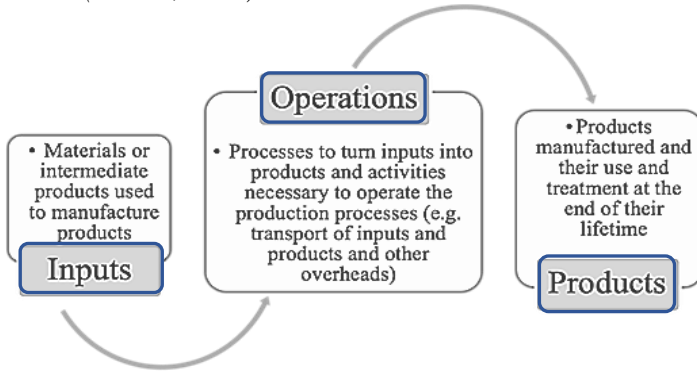 • Materials or
intermediate
products used
to manufacture
products
Inputs
Operations
• Processes to turn inputs into
products and activities
necessary to operate the
production processes (e.g.
transport of inputs and
products and other
overheads)
•Products
manufactured and
their use and
treatment at the
end of their
lifetime
Products